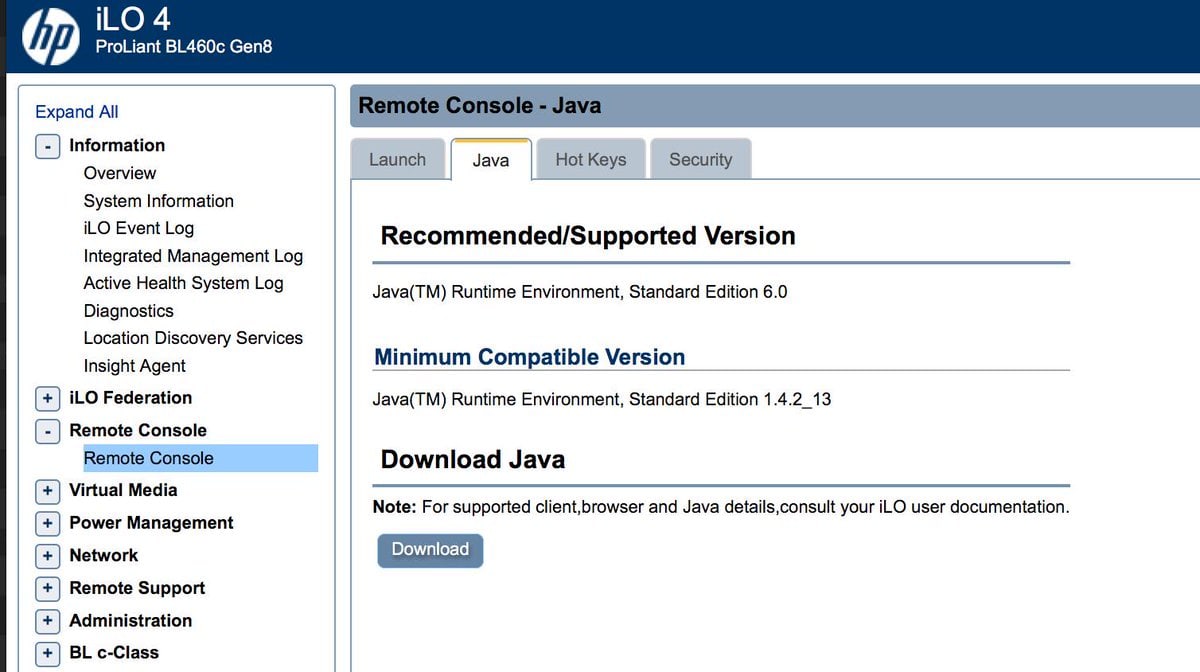 hp
iLO 4
ProLiant BL460c Gen8
Expand All
- Information
Overview
System Information
iLO Event Log
Integrated Management Log
Active Health System Log
Diagnostics
Location Discovery Services
Insight Agent
+ iLO Federation
- Remote Console
Remote Console
+ Virtual Media
+ Power Management
+ Network
+ Remote Support
+ Administration
+ BL c-Class
Remote Console - Java
Launch Java Hot Keys Security
Recommended/Supported Version
Java(TM) Runtime Environment, Standard Edition 6.0
Minimum Compatible Version
Java(TM) Runtime Environment, Standard Edition 1.4.2_13
Download Java
Note: For supported client,browser and Java details,consult your iLO user documentation.
Download